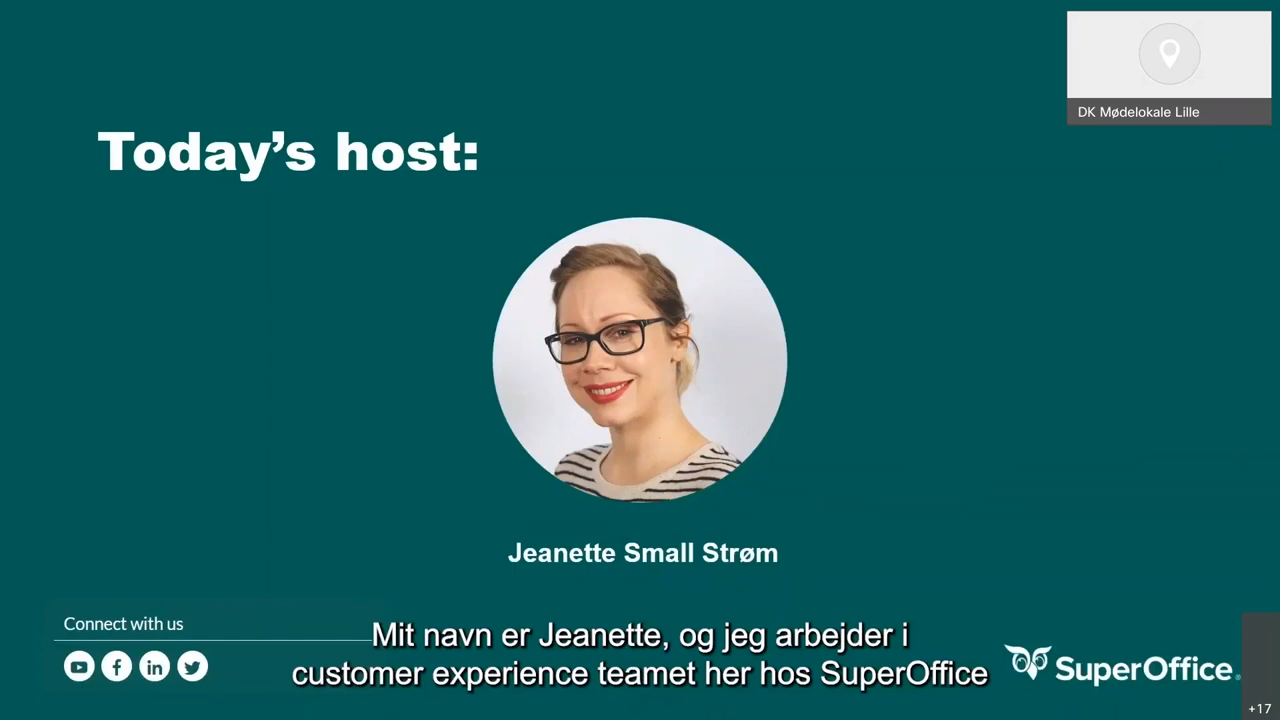 DK Mødelokale Lille
Today’s host:
Jeanette Small Strøm
Connect with us
Mit navn er Jeanette, og jeg arbejder i
customer experience teamet her hos SuperOffice
SuperOffice
+17